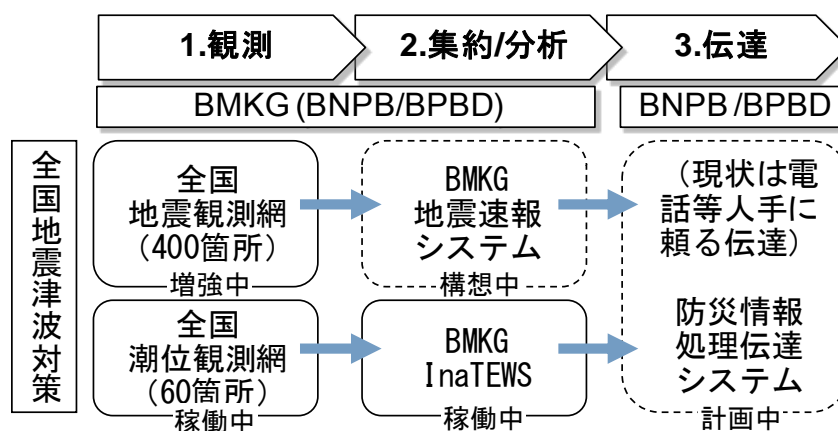 1.観測
2.集約/分析
3.伝達
BMKG (BNPB/BPBD)
BNPB /BPBD
全国地震津波対策
全国
地震観測網
(400箇所)
増強中
BMKG
地震速報
システム
構想中
(現状は電
話等人手に
頼る伝達)
全国
潮位観測網
(60箇所)
稼働中
BMKG
InaTEWS
稼働中
防災情報
処理伝達
システム
計画中